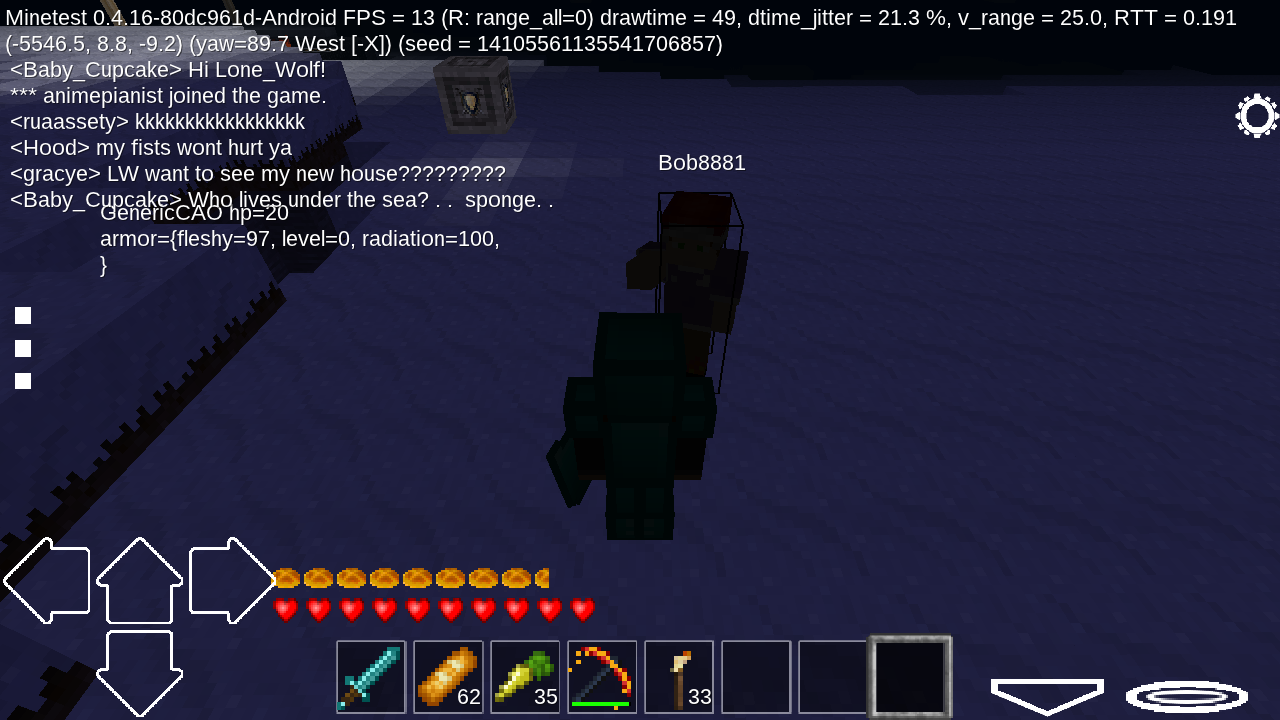 Minetest 0.4.16-80dc961d-Android FPS = 13 (R: range_all=0) drawtime = 49, dtime_jitter = 21.3 %, v_range = 25.0, RTT = 0.191
(-5546.5, 8.8, -9.2) (yaw=89.7 West [-X]) (seed = 14105561135541706857)
<Baby_Cupcake> Hi Lone_Wolf!
*** animepianist joined the game.
<ruaassety> kkkkkkkkkkkkkkkkk
<Hood> my fists wont hurt ya
<gracye> LW want to see my new house?????????
<Baby_Cupcake> Who lives under the sea? . .  sponge. .
GenericCAO hp=20
armor={fleshy=97, level=0, radiation=100,
}
Bob8881
62
35
33